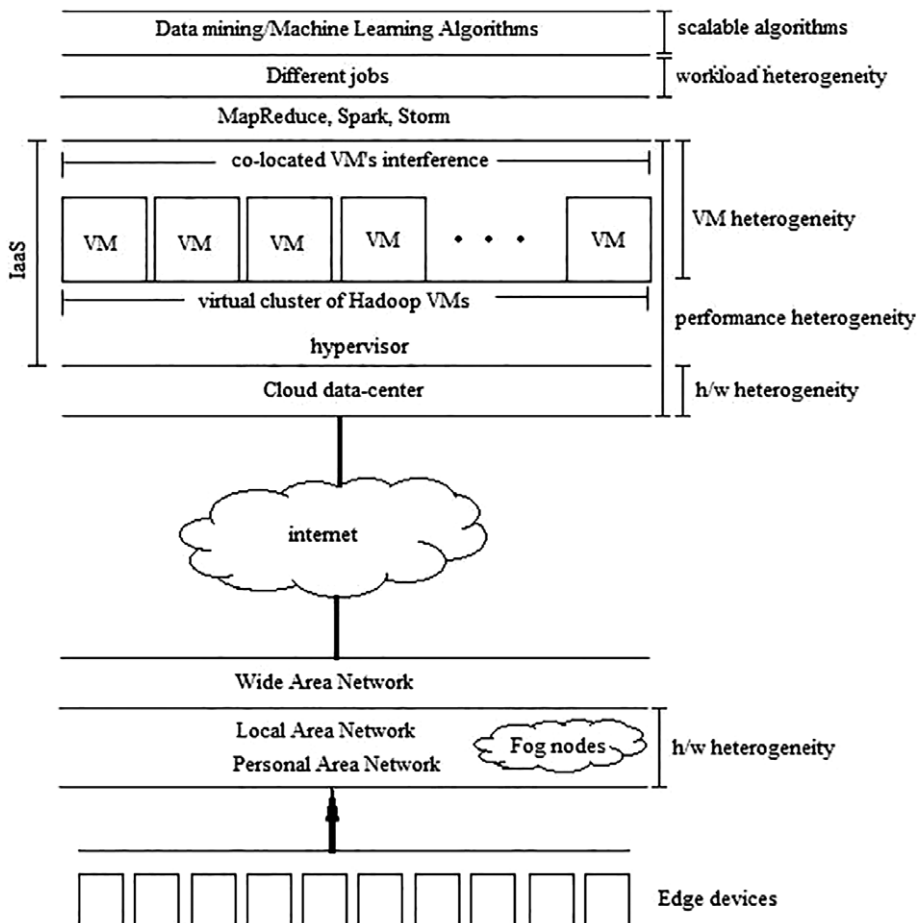 Data mining/Machine Learning Algorithms
scalable algorithms
Different jobs
workload heterogeneity
MapReduce, Spark, Storm
co-located VM's interference
IaaS
VM VM VM VM VM
VM heterogeneity
virtual cluster of Hadoop VMs
performance heterogeneity
hypervisor
Cloud data-center
h/w heterogeneity
internet
Wide Area Network
Local Area Network
Fog nodes
h/w heterogeneity
Personal Area Network
Edge devices